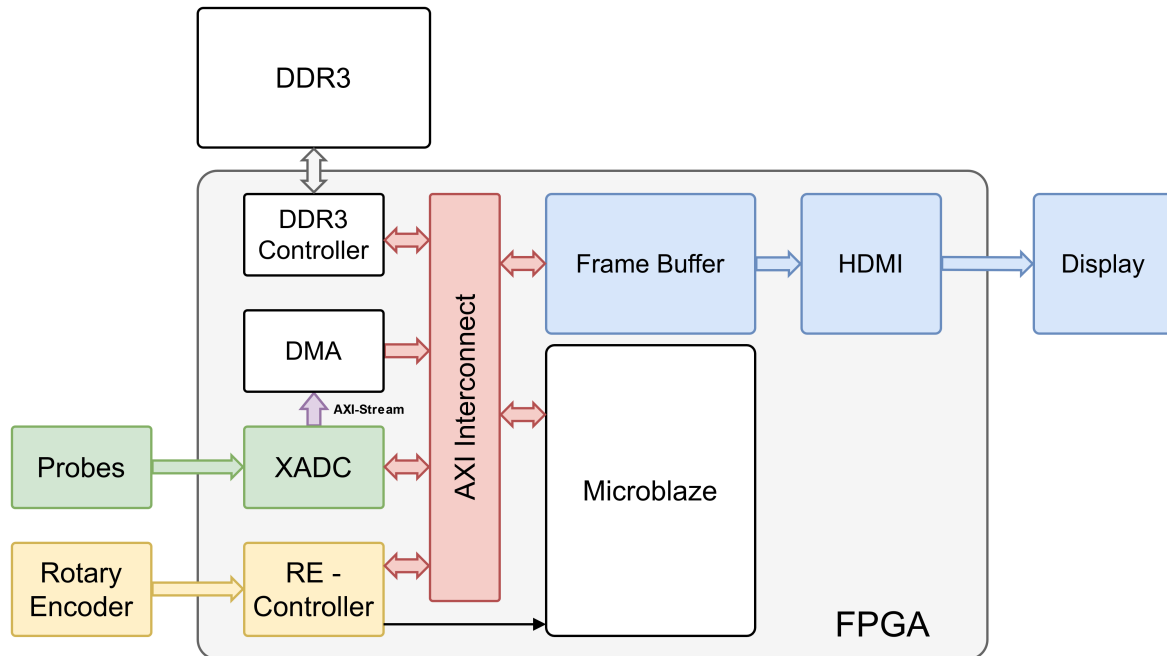 DDR3
DDR3
Controller
Frame Buffer
HDMI
Display
DMA
AXI Interconnect
AXI-Stream
Probes
XADC
Microblaze
Rotary
Encoder
RE -
Controller
FPGA